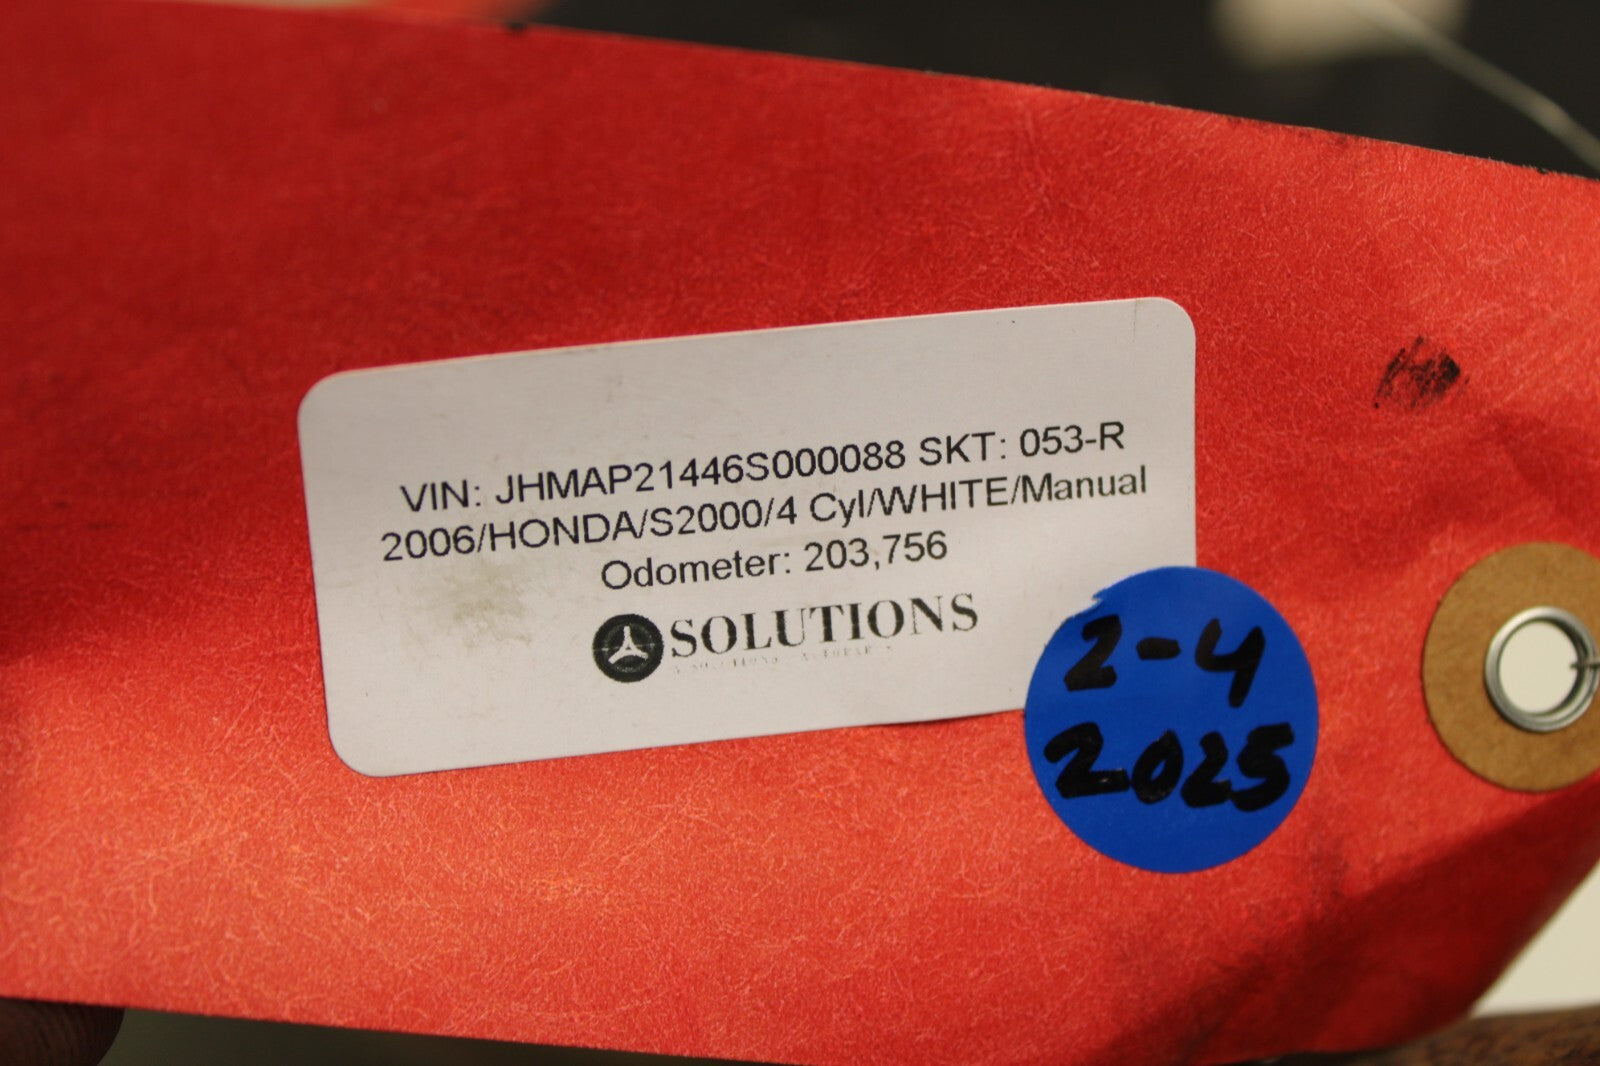 VIN: JHMAP21446S000088 SKT: 053-R
2006/HONDA/S2000/4 Cyl/WHITE/Manual
Odometer: 203,756
SOLUTIONS
2-4
2025